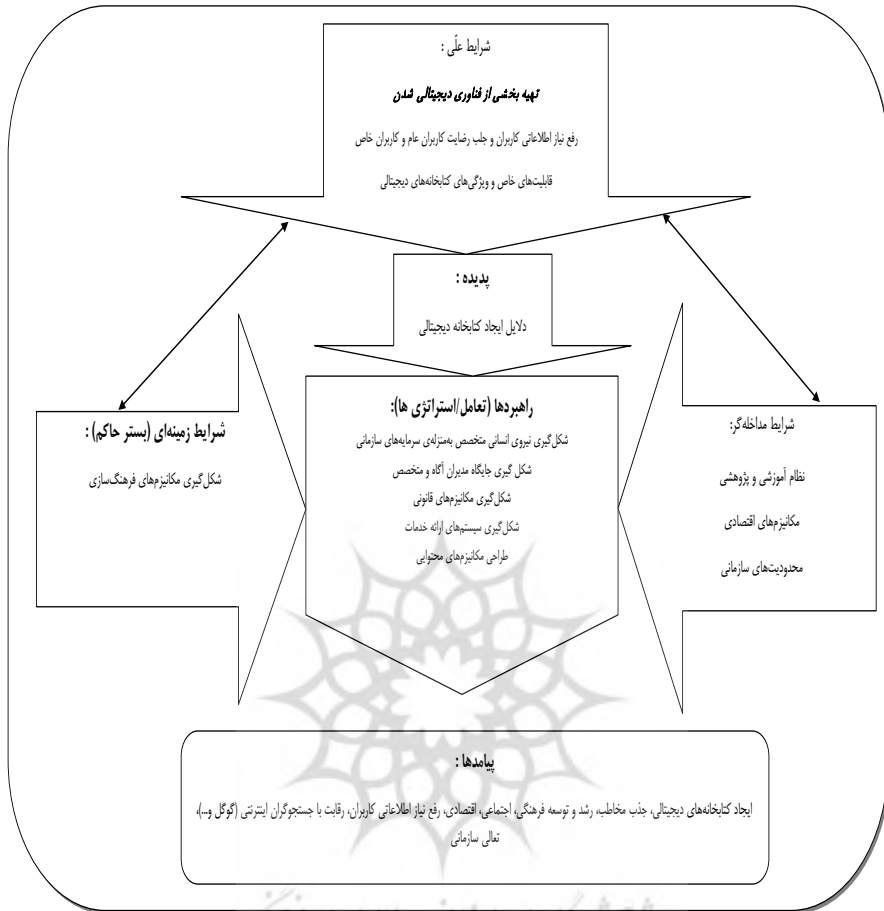 شرایط علّی :
تهیه بخشی از فناوری دیجیتالی شدن
رفع نیاز اطلاعاتی کاربران و جلب رضایت کاربران عام و کاربران خاص
قابلیت‌های خاص و ویژگی‌های کتابخانه‌های دیجیتالی
پدیده :
دلایل ایجاد کتابخانه دیجیتالی
شرایط مداخله‌گر:
نظام آموزشی و پژوهشی
مکانیزم‌های اقتصادی
محدودیت‌های سازمانی
راهبردها (تعامل/استراتژی ها):
شکل‌گیری نیروی انسانی متخصص به‌منزله‌ی سرمایه‌های سازمانی
شکل گیری جایگاه مدیران آگاه و متخصص
شکل‌گیری مکانیزم‌های قانونی
شکل‌گیری سیستم‌های ارائه خدمات
طراحی مکانیزم‌های محتوایی
شرایط زمینه‌ای (بستر حاکم) :
شکل‌گیری مکانیزم‌های فرهنگ‌سازی
پیامدها :
ایجاد کتابخانه‌های دیجیتالی، جذب مخاطب، رشد و توسعه فرهنگی، اجتماعی، اقتصادی، رفع نیاز اطلاعاتی کاربران، رقابت با جستجوگران اینترنتی (گوگل و...)،
تعالی سازمانی